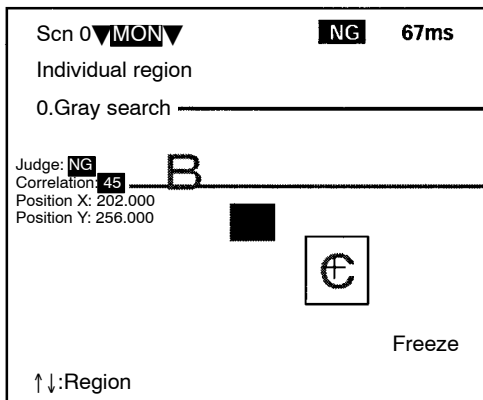 Scn 0▼MON▼ NG 67ms
Individual region
0.Gray search
Judge: NG
Correlation: 45
Position X: 202.000
Position Y: 256.000
B
C
Freeze
↑↓:Region